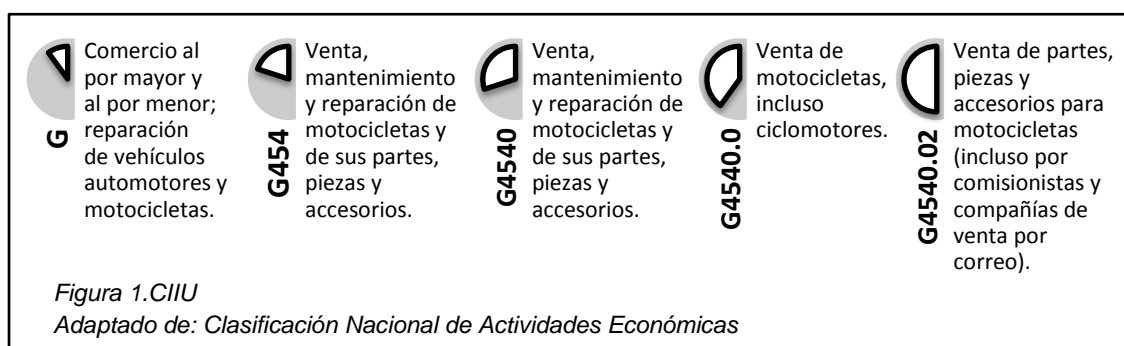 G
Comercio al
por mayor y
al por menor;
reparación
de vehículos
automotores y
motocicletas.
G454
Venta,
mantenimiento
y reparación de
motocicletas y
de sus partes,
piezas y
accesorios.
G4540
Venta,
mantenimiento
y reparación de
motocicletas y
de sus partes,
piezas y
accesorios.
G4540.0
Venta de
motocicletas,
incluso
ciclomotores.
G4540.02
Venta de partes,
piezas y
accesorios para
motocicletas
(incluso por
comisionistas y
compañías de
venta por
correo).
Figura 1.CIIU
Adaptado de: Clasificación Nacional de Actividades Económicas